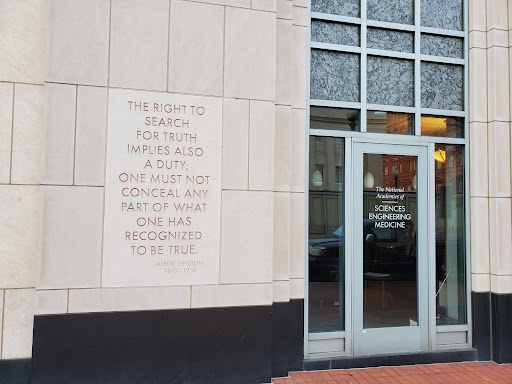 THE RIGHT TO
SEARCH
FOR TRUTH
IMPLIES ALSO
A DUTY;
ONE MUST NOT
CONCEAL ANY
PART OF WHAT
ONE HAS
RECOGNIZED
TO BE TRUE.
ALBERT EINSTEIN
1879-1955
The National
Academies of
SCIENCES
ENGINEERING
MEDICINE